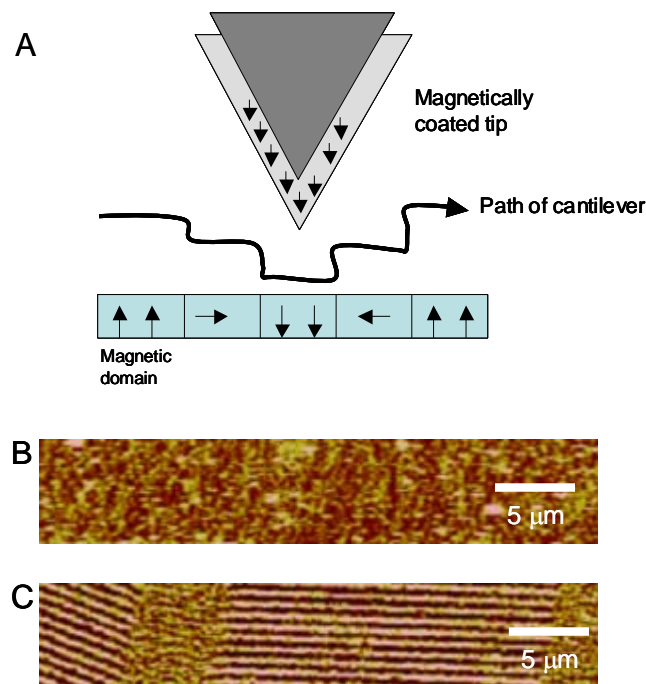 A
Magnetically
coated tip
Path of cantilever
Magnetic
domain
B
5 μm
C
5 μm